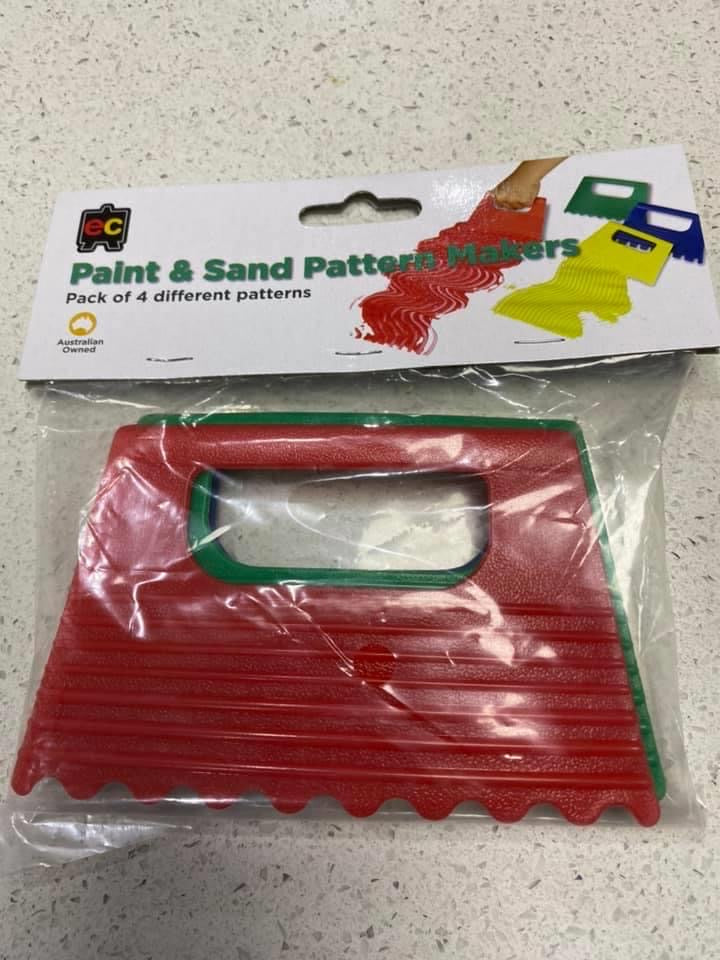 ec
Paint & Sand Pattern Makers
Pack of 4 different patterns
Australian
Owned